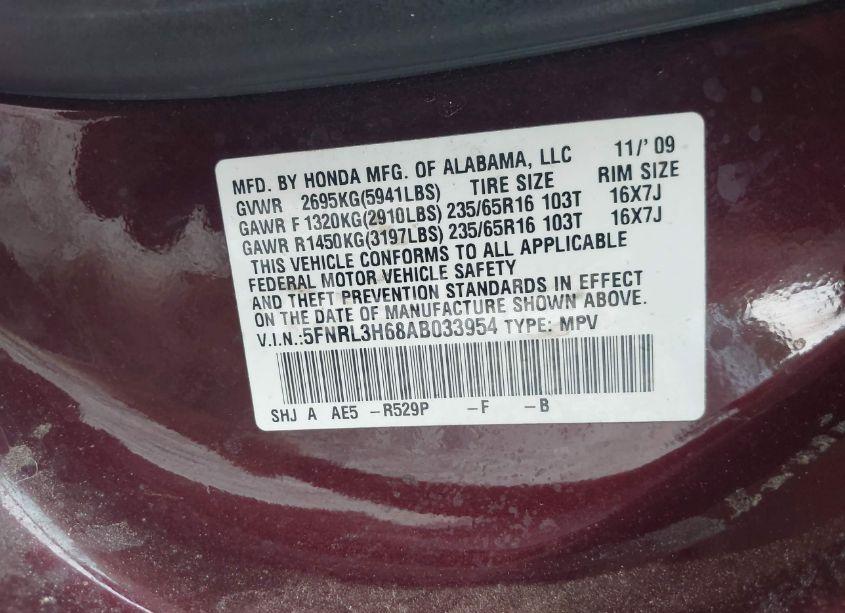 MFD. BY HONDA MFG. OF ALABAMA, LLC 11/' 09
GVWR 2695KG(5941LBS) TIRE SIZE RIM SIZE
GAWR F 1320KG(2910LBS) 235/65R16 103T 16X7J
GAWR R1450KG(3197LBS) 235/65R16 103T 16X7J
THIS VEHICLE CONFORMS TO ALL APPLICABLE
FEDERAL MOTOR VEHICLE SAFETY
AND THEFT PREVENTION STANDARDS IN EFFECT
ON THE DATE OF MANUFACTURE SHOWN ABOVE.
V.I.N.:5FNRL3H68AB033954 TYPE: MPV
SHJ A AE5 -R529P -F -B